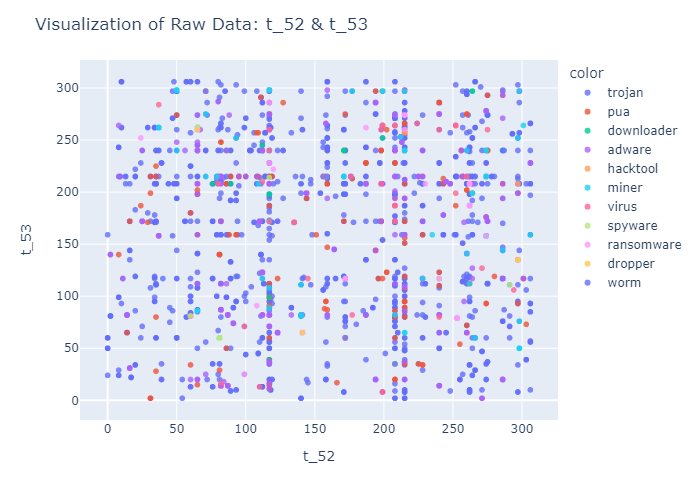 Visualization of Raw Data: t_52 & t_53
color
trojan
pua
downloader
adware
hacktool
miner
virus
spyware
ransomware
dropper
worm
t_53
300
250
200
150
100
50
0
0 50 100 150 200 250 300
t_52